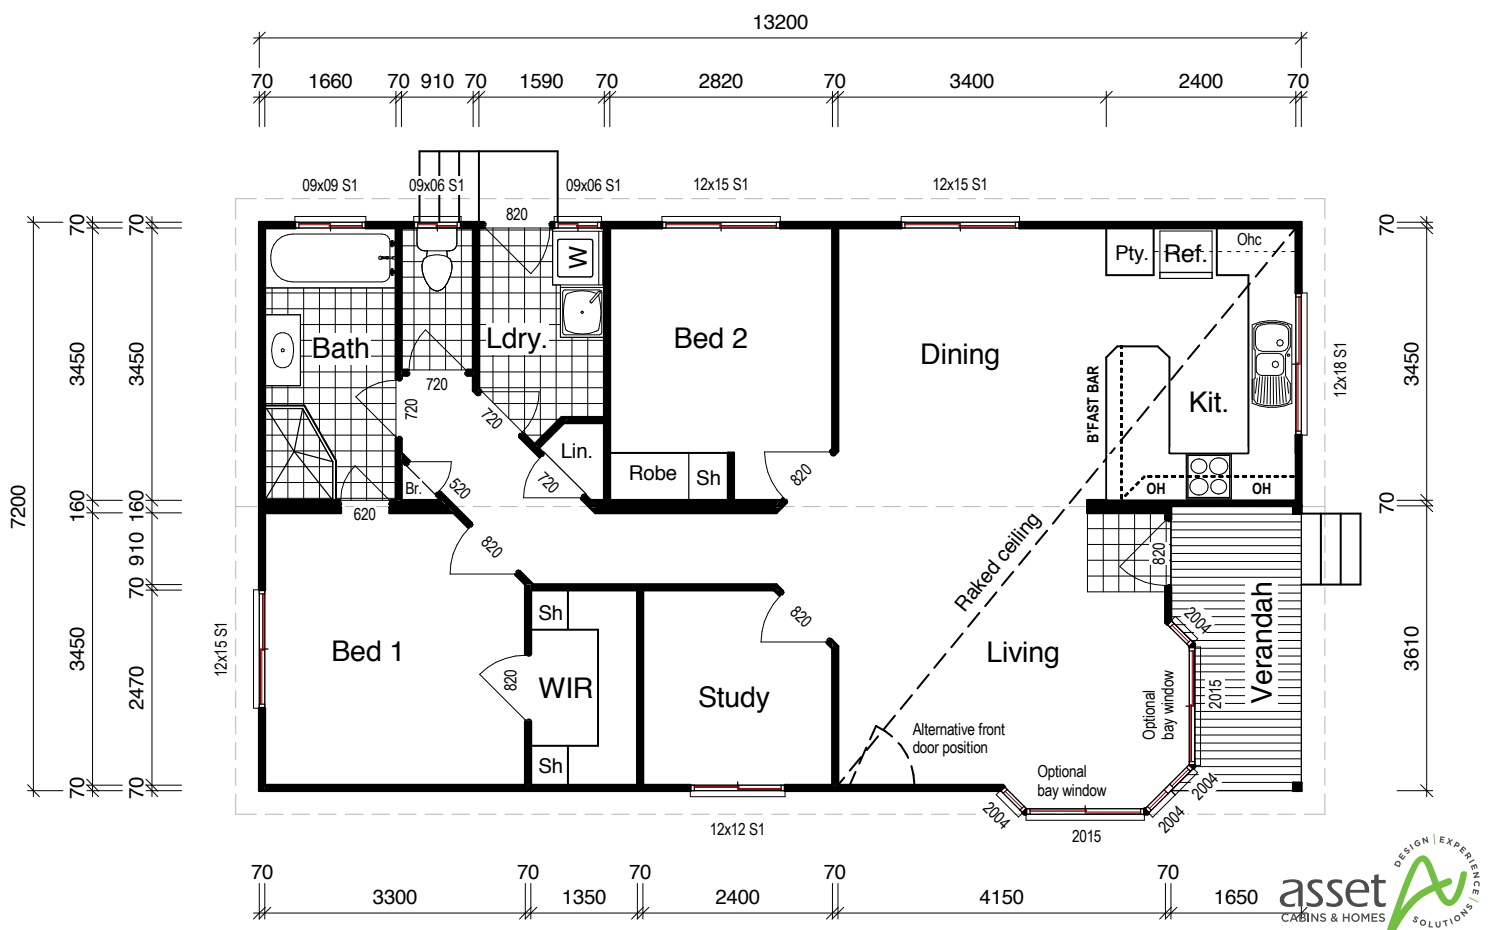 13200
70 1660 70 910 70 1590 70 2820 70 3400 2400 70
09x09 S1 09x06 S1 09x06 S1 12x15 S1 12x15 S1
820
70 70 70
W
Pty. Ref. Ohc
Bath Ldry. Bed 2 Dining
3450 3450 3450
12x18 S1
720
720
720
B'FAST BAR
Kit.
Lin.
Robe Sh
820
Br. 520 720
OH OH
7200
160 160 70
620
910
820
820
Raked ceiling
70
Sh
820
2004
Verandah
12x15 S1
3450
2470
Bed 1
820
WIR
Study
Living
2015
Optional
bay window
3610
Alternative front
door position
Sh
Optional
bay window
70 70
2004
2015
2004
2004
12x12 S1
70 3300 70 1350 70 2400 70 4150 70 1650
asset
CABINS & HOMES
DESIGN | EXPERIENCE | SOLUTIONS |